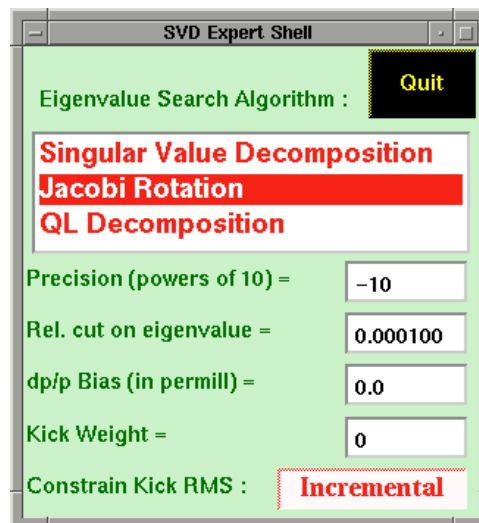 SVD Expert Shell
Quit
Eigenvalue Search Algorithm :
Singular Value Decomposition
Jacobi Rotation
QL Decomposition
Precision (powers of 10) = −10
Rel. cut on eigenvalue = 0.000100
dp/p Bias (in permill) = 0.0
Kick Weight = 0
Constrain Kick RMS : Incremental